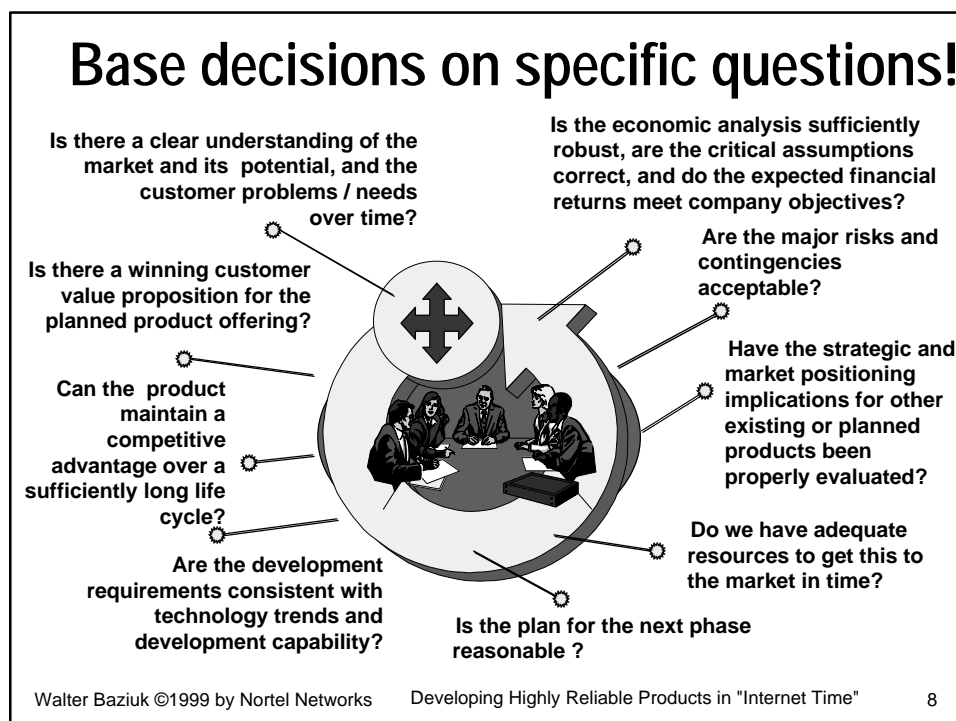 Base decisions on specific questions!
Is there a clear understanding of the
market and its potential, and the
customer problems / needs
over time?
Is there a winning customer
value proposition for the
planned product offering?
Can the product
maintain a
competitive
advantage over a
sufficiently long life
cycle?
Are the development
requirements consistent with
technology trends and
development capability?
Is the economic analysis sufficiently
robust, are the critical assumptions
correct, and do the expected financial
returns meet company objectives?
Are the major risks and
contingencies
acceptable?
Have the strategic and
market positioning
implications for other
existing or planned
products been
properly evaluated?
Do we have adequate
resources to get this to
the market in time?
Is the plan for the next phase
reasonable ?
Walter Baziuk ©1999 by Nortel Networks Developing Highly Reliable Products in "Internet Time" 8